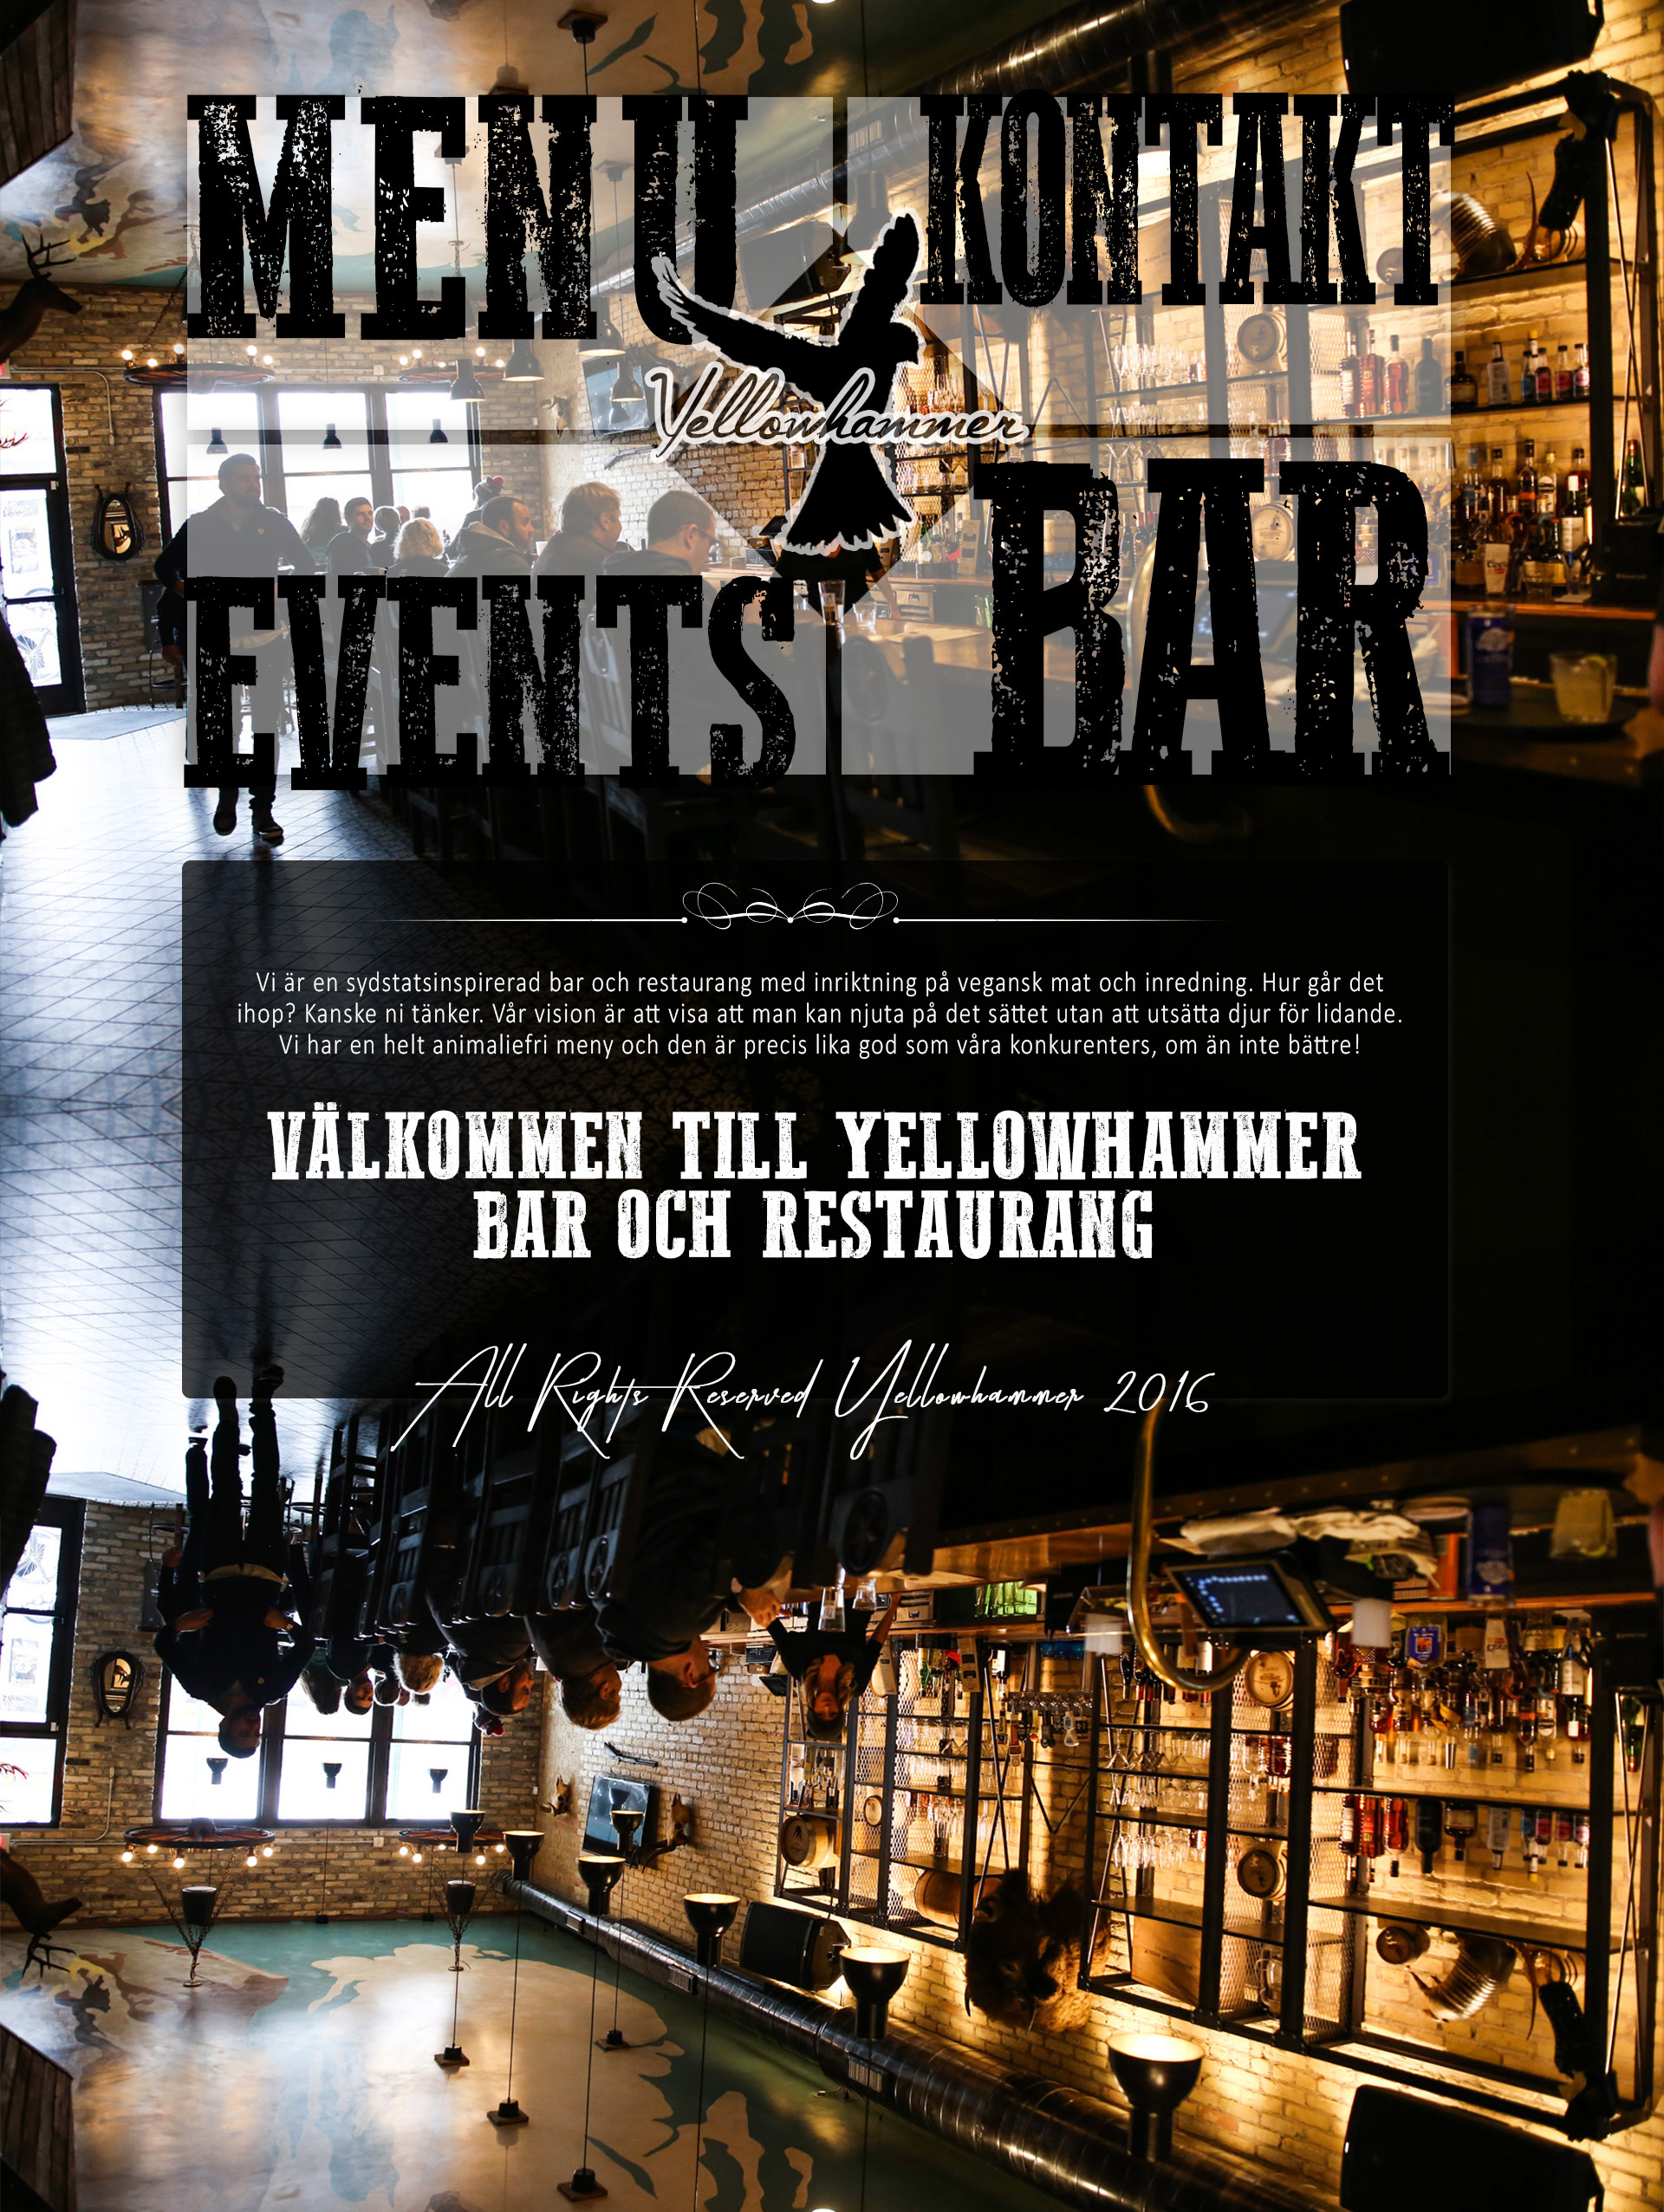 MENU
KONTAKT
Yellowhammer
EVENTS
BAR
Vi är en sydstatsinspirerad bar och restaurang med inriktning på vegansk mat och inredning. Hur går det
ihop? Kanske ni tänker. Vår vision är att visa att man kan njuta på det sättet utan att utsätta djur för lidande.
Vi har en helt animaliefri meny och den är precis lika god som våra konkurenters, om än inte bättre!
VÄLKOMMEN TILL YELLOWHAMMER
BAR OCH RESTAURANG
All Rights Reserved Yellowhammer 2016